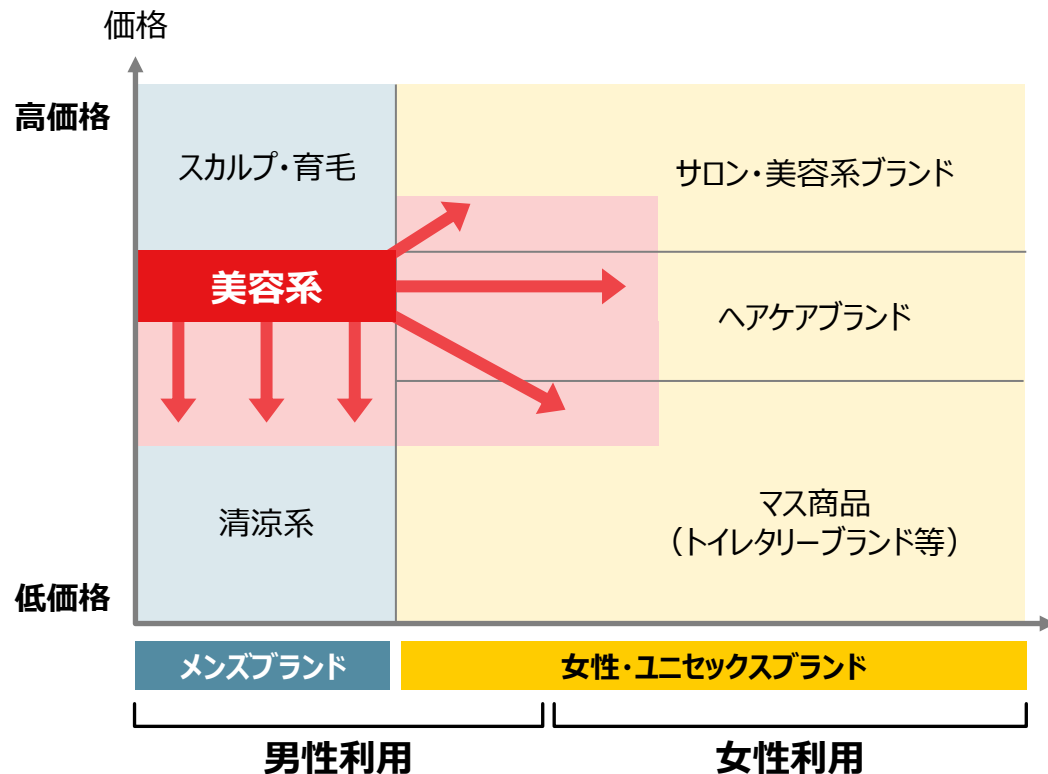 価格
高価格
スカルプ・育毛
サロン・美容系ブランド
美容系
ヘアケアブランド
清涼系
マス商品
（トイレタリーブランド等）
低価格
メンズブランド
女性・ユニセックスブランド
男性利用
女性利用